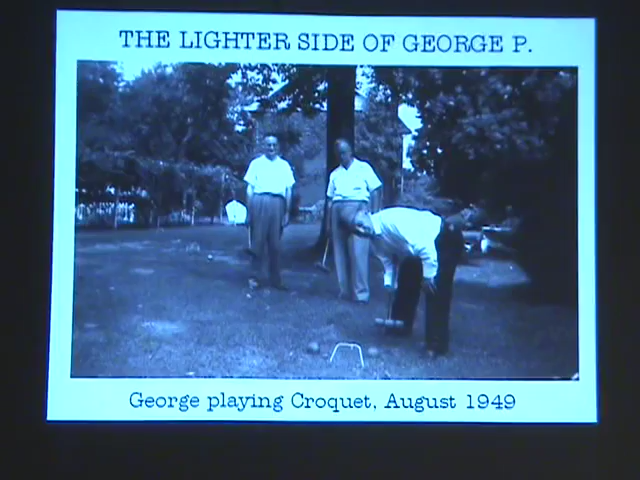 THE LIGHTER SIDE OF GEORGE P.
George playing Croquet, August 1949